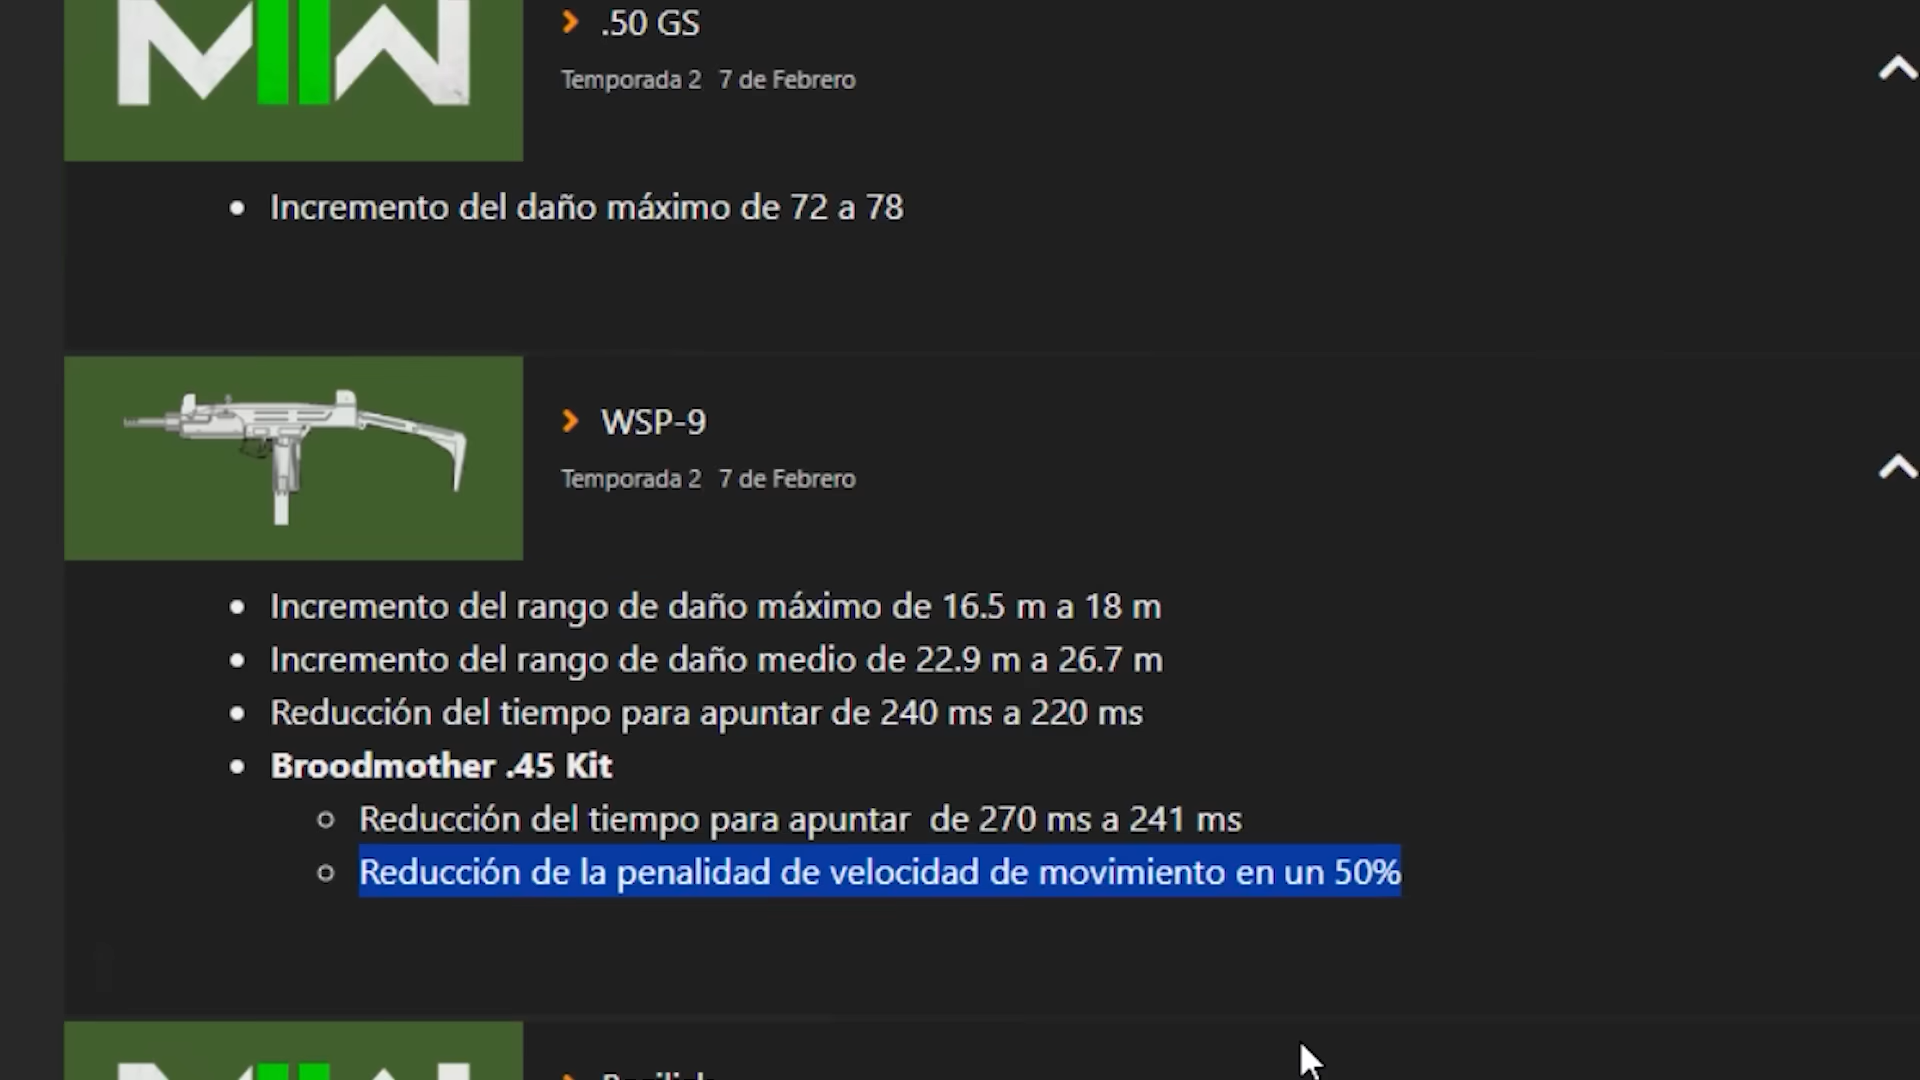 MW
.50 GS
Temporada 2 7 de Febrero
Incremento del daño máximo de 72 a 78
WSP-9
Temporada 2 7 de Febrero
Incremento del rango de daño máximo de 16.5 m a 18 m
Incremento del rango de daño medio de 22.9 m a 26.7 m
Reducción del tiempo para apuntar de 240 ms a 220 ms
Broodmother .45 Kit
Reducción del tiempo para apuntar de 270 ms a 241 ms
Reducción de la penalidad de velocidad de movimiento en un 50%